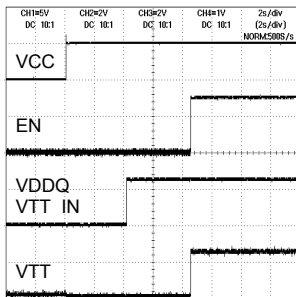 CH1=5V CH2=2V CH3=2V CH4=1V 2s/div
DC 10:1 DC 10:1 DC 10:1 DC 10:1 (2s/div)
NORM:500S/s
VCC
EN
VDDQ
VTT IN
VTT